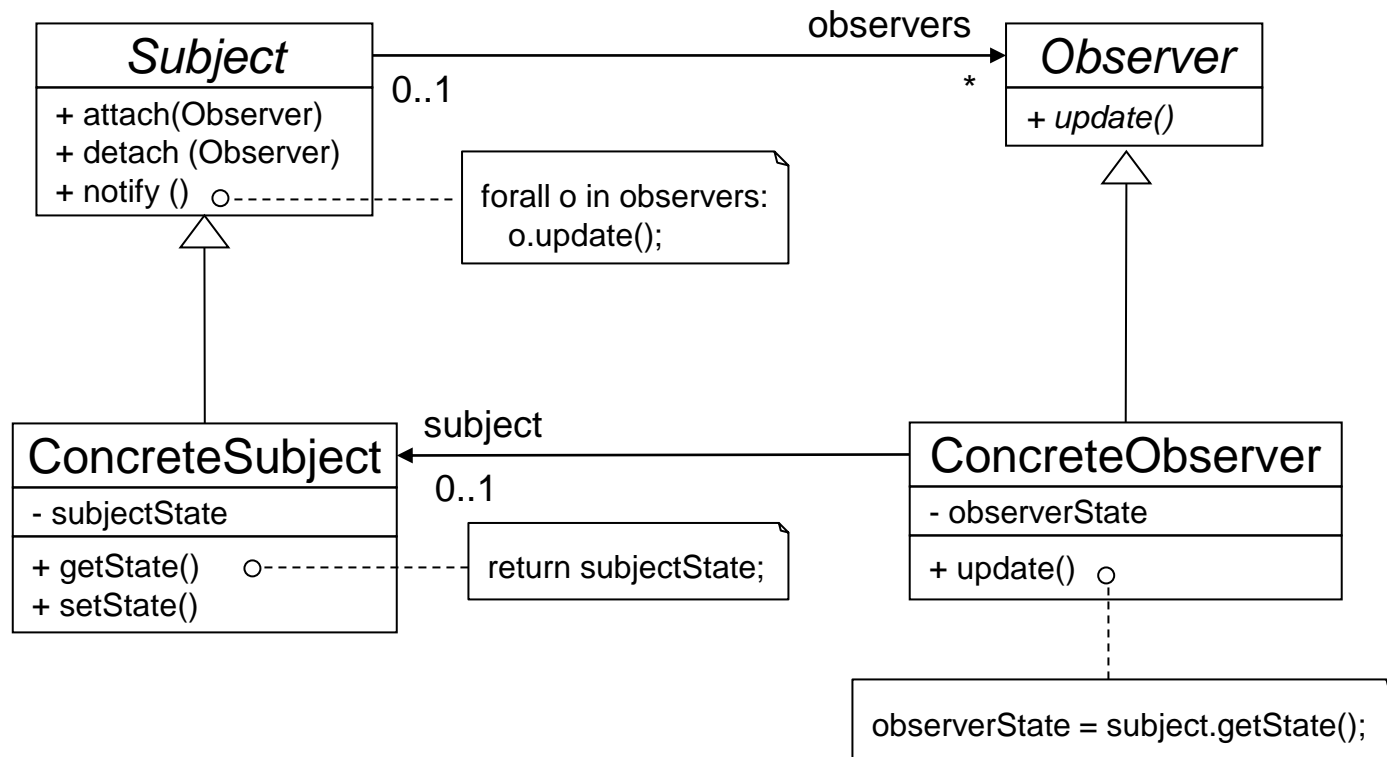 Subject
+ attach(Observer)
+ detach (Observer)
+ notify ()
observers
0..1
*
Observer
+ update()
forall o in observers:
o.update();
ConcreteSubject
- subjectState
+ getState()
+ setState()
subject
0..1
return subjectState;
ConcreteObserver
- observerState
+ update()
observerState = subject.getState();